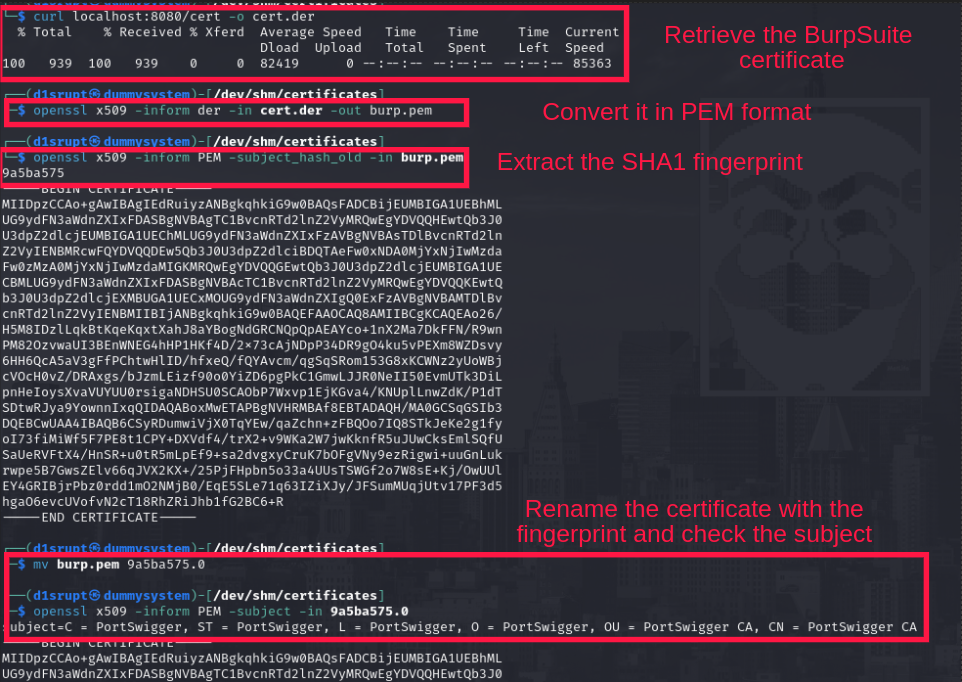 └─$ curl localhost:8080/cert -o cert.der
% Total % Received % Xferd Average Speed Time Time Time Current
Dload Upload Total Spent Left Speed
100 939 100 939 0 0 82419 0 --:--:-- --:--:-- --:--:-- 85363
Retrieve the BurpSuite
certificate
┌──(d1srupt㉿dummysystem)-[/dev/shm/certificates]
└─$ openssl x509 -inform der -in cert.der -out burp.pem
Convert it in PEM format
┌──(d1srupt㉿dummysystem)-[/dev/shm/certificates]
└─$ openssl x509 -inform PEM -subject_hash_old -in burp.pem
Extract the SHA1 fingerprint
9a5ba575
-----BEGIN CERTIFICATE-----
MIIDpzCCAo+gAwIBAgIEdRuiyzANBgkqhkiG9w0BAQsFADCBijEUMBIGA1UEBhML
UG9ydFN3aWdnZXIxFDASBgNVBAgTC1BvcnRTd2lnZ2VyMRQwEgYDVQQHEwtQb3J0
U3dpZ2dlcjEUMBIGA1UEChMLUG9ydFN3aWdnZXIxFzAVBgNVBAsTDlBvcnRTd2ln
Z2VyIENBMRcwFQYDVQQDEw5Qb3J0U3dpZ2dlciBDQTAeFw0xNDA0MjYxNjIwMzda
Fw0zMzA0MjYxNjIwMzdaMIGKMRQwEgYDVQQGEwtQb3J0U3dpZ2dlcjEUMBIGA1UE
CBMLUG9ydFN3aWdnZXIxFDASBgNVBAcTC1BvcnRTd2lnZ2VyMRQwEgYDVQQKEwtQ
b3J0U3dpZ2dlcjEXMBUGA1UECxMOUG9ydFN3aWdnZXIgQ0ExFzAVBgNVBAMTDlBv
cnRTd2lnZ2VyIENBMIIBIjANBgkqhkiG9w0BAQEFAAOCAQ8AMIIBCgKCAQEAo26/
H5M8IDzlLqkBtKqeKqxtXahJ8aYBogNdGRCNQpQpAEAYco+1nX2Ma7DkFFN/R9wn
PM82OzvwaUI3BEnWNEG4hHP1HKf4D/2×73cAjNDpP34DR9gO4ku5vPEXm8WZDsvy
6HH6QcA5aV3gFfPChtwHlID/hfxeQ/fQYAvcm/qgSqSRom153G8xKCWNz2yUoWBj
cVOcH0vZ/DRAxgs/bJzmLEizf90o0YiZD6pgPkC1GmwLJJR0NeII50EvmUTk3DiL
pnHeIoysXvaVUYUU0rsigaNDHSU0SCAObP7Wxvp1EjKGva4/KNUplLnwZdK/P1dT
SDtwRJya9YownnIxqQIDAQABoxMwETAPBgNVHRMBAf8EBTADAQH/MA0GCSqGSIb3
DQEBCwUAA4IBAQB6CSyRDumwiVjX0TqYEw/qaZchn+zFBQOo7IQ8STkJeKe2g1fy
oI73fiMiWf5F7PE8t1CPY+DXVdf4/trX2+v9WKa2W7jwKknfR5uJUwCksEmlSQfU
SaUeRVFtX4/HnSR+u0tR5mLpEf9+sa2dvgxyCruK7bOFgVNy9ezRigwi+uuGnLuk
rwpe5B7GwsZElv66qJVX2KX+/25PjFHpbn5o33a4UUsTSWGf2o7W8sE+Kj/OwUUl
EY4GRIBjrPbz0rdd1mO2NMjB0/EqE5SLe71q63IZiXJy/JFSumMUqjUtv17PF3d5
hgaO6evcUVofvN2cT18RhZRiJhb1fG2BC6+R
-----END CERTIFICATE-----
Rename the certificate with the
fingerprint and check the subject
┌──(d1srupt㉿dummysystem)-[/dev/shm/certificates]
└─$ mv burp.pem 9a5ba575.0
┌──(d1srupt㉿dummysystem)-[/dev/shm/certificates]
└─$ openssl x509 -inform PEM -subject -in 9a5ba575.0
subject=C = PortSwigger, ST = PortSwigger, L = PortSwigger, O = PortSwigger, OU = PortSwigger CA, CN = PortSwigger CA
-----BEGIN CERTIFICATE-----
MIIDpzCCAo+gAwIBAgIEdRuiyzANBgkqhkiG9w0BAQsFADCBijEUMBIGA1UEBhML
UG9ydFN3aWdnZXIxFDASBgNVBAgTC1BvcnRTd2lnZ2VyMRQwEgYDVQQHEwtQb3J0